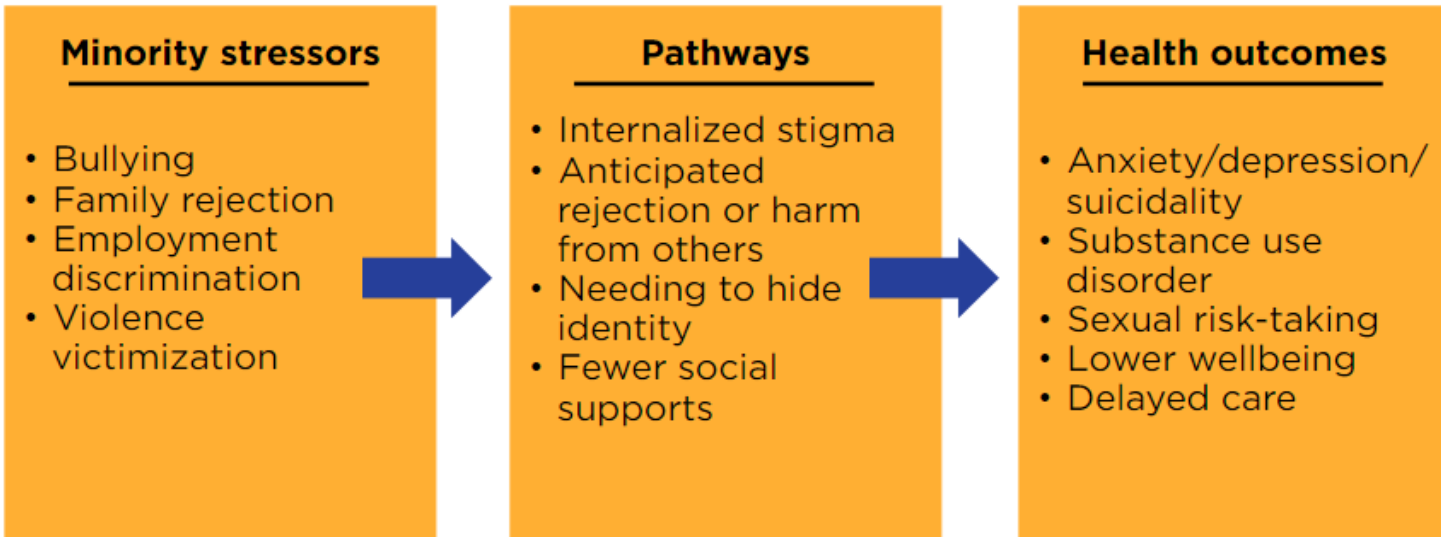 Minority stressors
• Bullying
• Family rejection
• Employment
discrimination
• Violence
victimization
Pathways
• Internalized stigma
• Anticipated
rejection or harm
from others
• Needing to hide
identity
• Fewer social
supports
Health outcomes
• Anxiety/depression/
suicidality
• Substance use
disorder
• Sexual risk-taking
• Lower wellbeing
• Delayed care